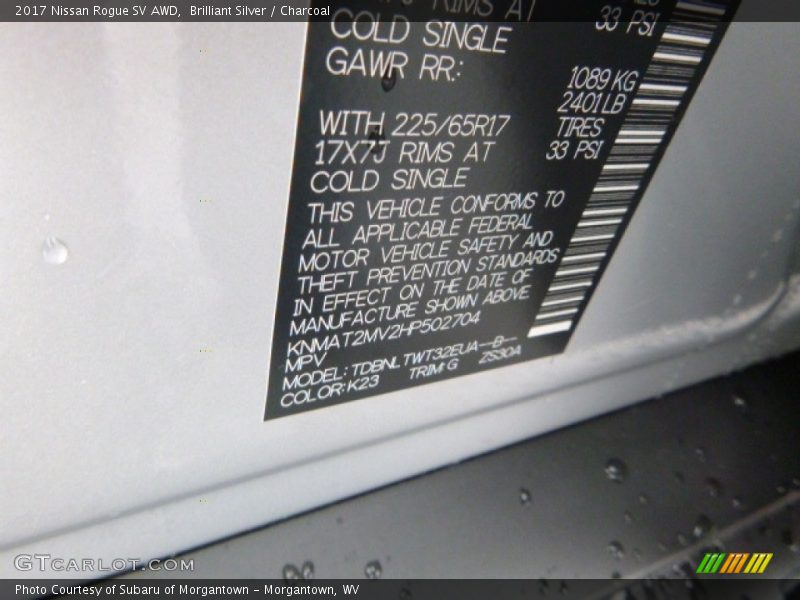 2017 Nissan Rogue SV AWD, Brilliant Silver / Charcoal
RIMS AT 33 PSI
COLD SINGLE
GAWR RR: 1089 KG
2401 LB
WITH 225/65R17 TIRES
17X7J RIMS AT 33 PSI
COLD SINGLE
THIS VEHICLE CONFORMS TO
ALL APPLICABLE FEDERAL
MOTOR VEHICLE SAFETY AND
THEFT PREVENTION STANDARDS
IN EFFECT ON THE DATE OF
MANUFACTURE SHOWN ABOVE.
KNMAT2MV2HP502704
MPV
MODEL: TDBNLTWT32EUA--B--
COLOR: K23 TRIM: G ZS30A
GTCARLOT.COM
Photo Courtesy of Subaru of Morgantown - Morgantown, WV